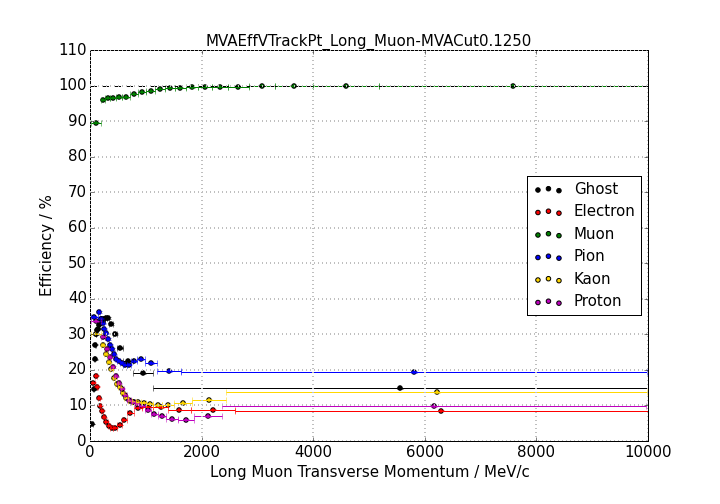 MVAEffVTrackPt_Long_Muon-MVACut0.1250
110
100
90
80
70
60
50
40
30
20
10
0
Efficiency / %
Ghost
Electron
Muon
Pion
Kaon
Proton
0 2000 4000 6000 8000 10000
Long Muon Transverse Momentum / MeV/c